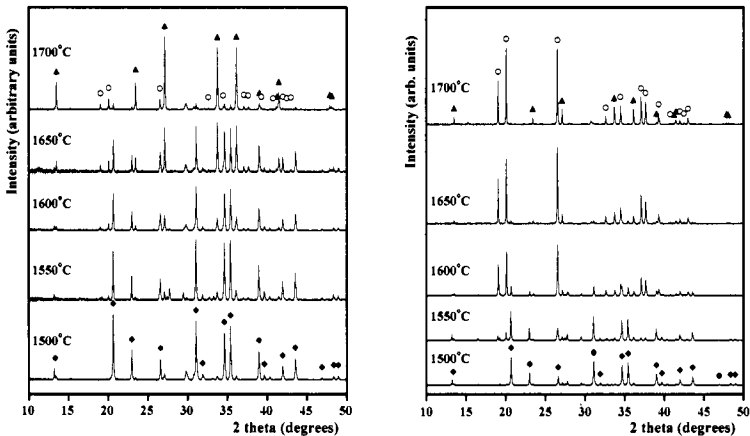 Intensity (arbitrary units)
1700°C
1650°C
1600°C
1550°C
1500°C
10 15 20 25 30 35 40 45 50
2 theta (degrees)
Intensity (arb. units)
1700°C
1650°C
1600°C
1550°C
1500°C
10 15 20 25 30 35 40 45 50
2 theta (degrees)